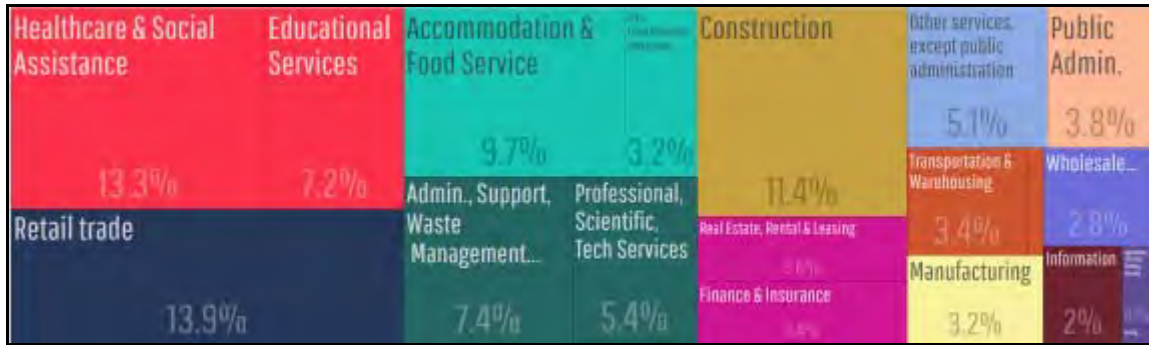 Healthcare & Social
Assistance
13.3%
Educational
Services
7.2%
Retail trade
13.9%
Accommodation &
Food Service
9.7%
3.2%
Admin., Support,
Waste
Management...
7.4%
Professional,
Scientific,
Tech Services
5.4%
Construction
11.4%
Real Estate, Rental & Leasing
Finance & Insurance
Other services,
except public
administration
5.1%
Public
Admin.
3.8%
Transportation &
Warehousing
3.4%
Wholesale...
2.8%
Manufacturing
3.2%
Information
2%